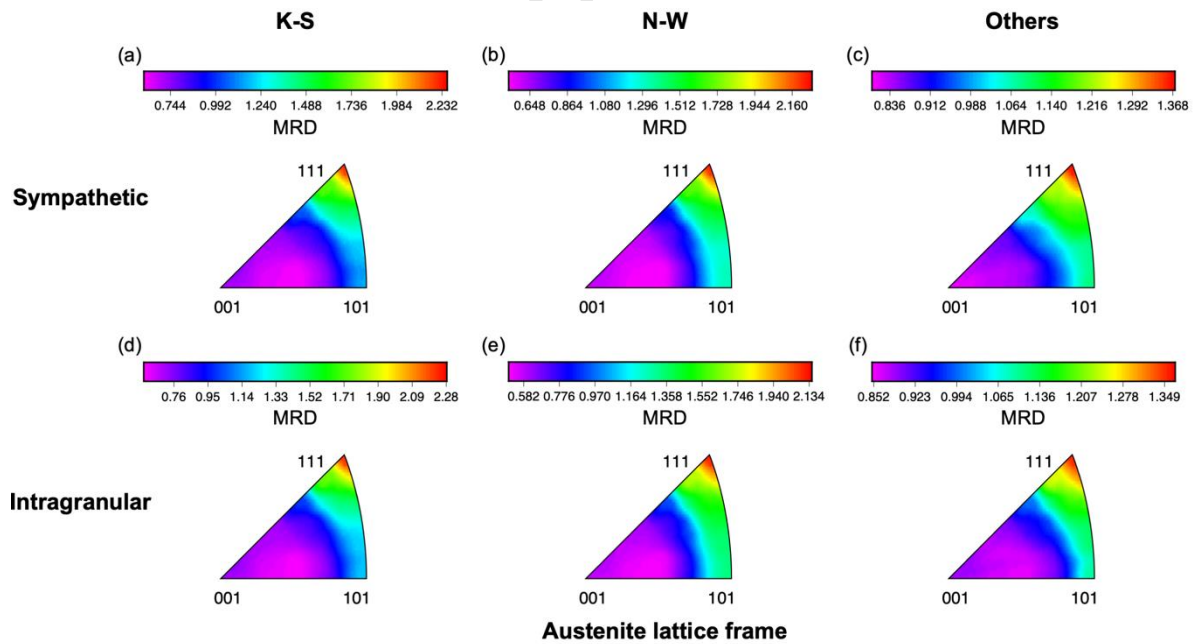 K-S N-W Others
(a) (b) (c)
0.744 0.992 1.240 1.488 1.736 1.984 2.232 0.648 0.864 1.080 1.296 1.512 1.728 1.944 2.160 0.836 0.912 0.988 1.064 1.140 1.216 1.292 1.368
MRD MRD MRD
111 111 111
Sympathetic
001 101 001 101 001 101
(d) (e) (f)
0.76 0.95 1.14 1.33 1.52 1.71 1.90 2.09 2.28 0.582 0.776 0.970 1.164 1.358 1.552 1.746 1.940 2.134 0.852 0.923 0.994 1.065 1.136 1.207 1.278 1.349
MRD MRD MRD
111 111 111
Intragranular
001 101 001 101 001 101
Austenite lattice frame